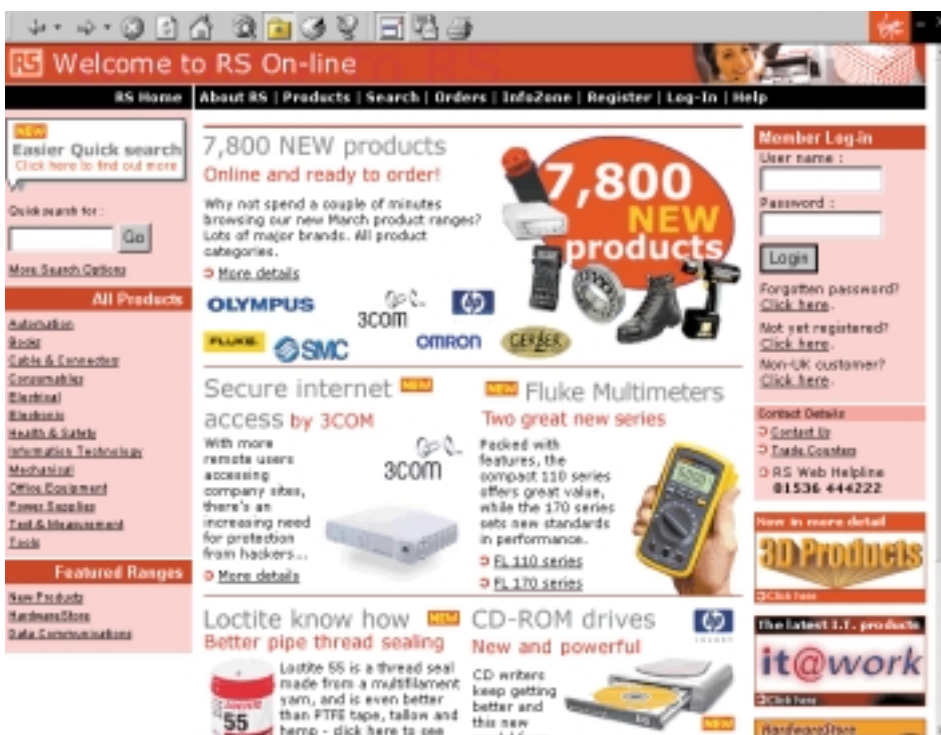 RS Welcome to RS On-line
RS Home | About RS | Products | Search | Orders | InfoZone | Register | Log-In | Help
NEW
Easier Quick search
Click here to find out more
Quick search for :
Go
More Search Options
All Products
Automation
Books
Cable & Connectors
Consumables
Electrical
Electronic
Health & Safety
Information Technology
Mechanical
Office Equipment
Power Supplies
Test & Measurement
Tools
Featured Ranges
New Products
HardwareStore
Data Communications
7,800 NEW products
Online and ready to order!
Why not spend a couple of minutes
browsing our new March product ranges?
Lots of major brands. All product
categories.
More details
OLYMPUS
3com
hp
FLUKE
SMC
OMRON
GERBER
7,800
NEW
products
Secure internet NEW
access by 3COM
With more
remote users
accessing
company sites,
there's an
increasing need
for protection
from hackers...
More details
3com
NEW Fluke Multimeters
Two great new series
Packed with
features, the
compact 110 series
offers great value,
while the 170 series
sets new standards
in performance.
FL 110 series
FL 170 series
Loctite know how NEW
Better pipe thread sealing
Loctite 55 is a thread seal
made from a multifilament
yarn, and is even better
than PTFE tape, tallow and
hemp - click here to see
55
CD-ROM drives
hp
New and powerful
CD writers
keep getting
better and
this new
NEW
Member Log-in
User name :
Password :
Login
Forgotten password?
Click here.
Not yet registered?
Click here.
Non-UK customer?
Click here.
Contact Details
Contact Us
Trade Counters
RS Web Helpline
01536 444222
Now in more detail
3D Products
Click here
The latest I.T. products
it@work
Click here
HardwareStore